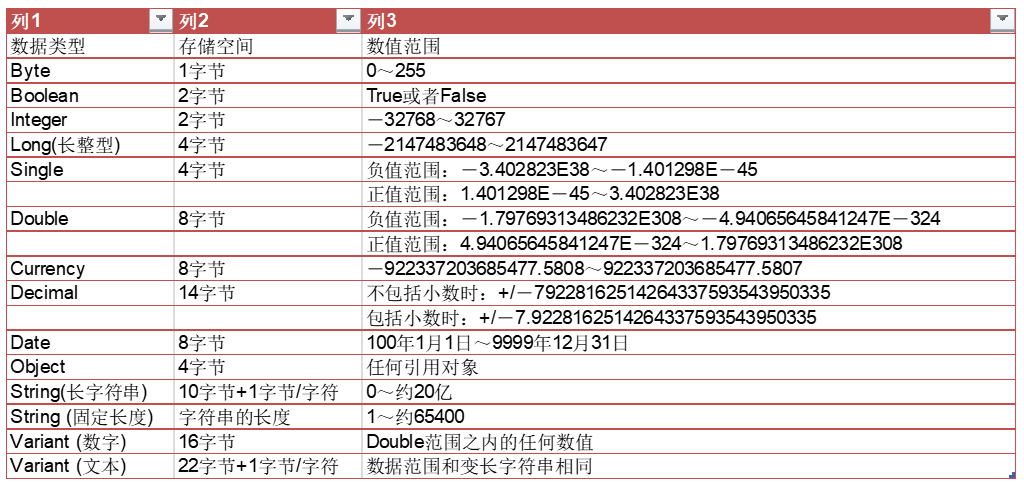 列1 列2 列3
数据类型 存储空间 数值范围
Byte 1字节 0～255
Boolean 2字节 True或者False
Integer 2字节 －32768～32767
Long(长整型) 4字节 －2147483648～2147483647
Single 4字节 负值范围：－3.402823E38～－1.401298E－45
正值范围：1.401298E－45～3.402823E38
Double 8字节 负值范围：－1.79769313486232E308～－4.94065645841247E－324
正值范围：4.94065645841247E－324～1.79769313486232E308
Currency 8字节 －922337203685477.5808～922337203685477.5807
Decimal 14字节 不包括小数时：+/－79228162514264337593543950335
包括小数时：+/－7.9228162514264337593543950335
Date 8字节 100年1月1日～9999年12月31日
Object 4字节 任何引用对象
String(长字符串) 10字节+1字节/字符 0～约20亿
String (固定长度) 字符串的长度 1～约65400
Variant (数字) 16字节 Double范围之内的任何数值
Variant (文本) 22字节+1字节/字符 数据范围和变长字符串相同